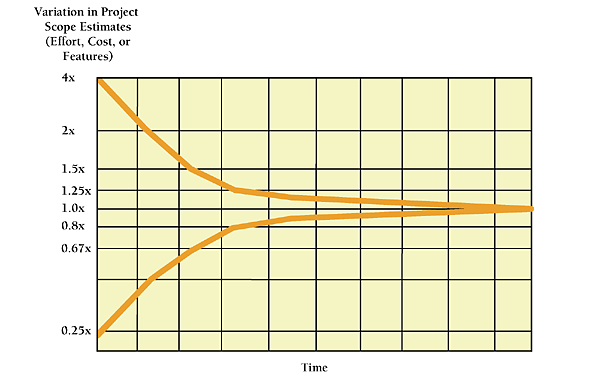 Variation in Project
Scope Estimates
(Effort, Cost, or
Features)
4x
2x
1.5x
1.25x
1.0x
0.8x
0.67x
0.25x
Time